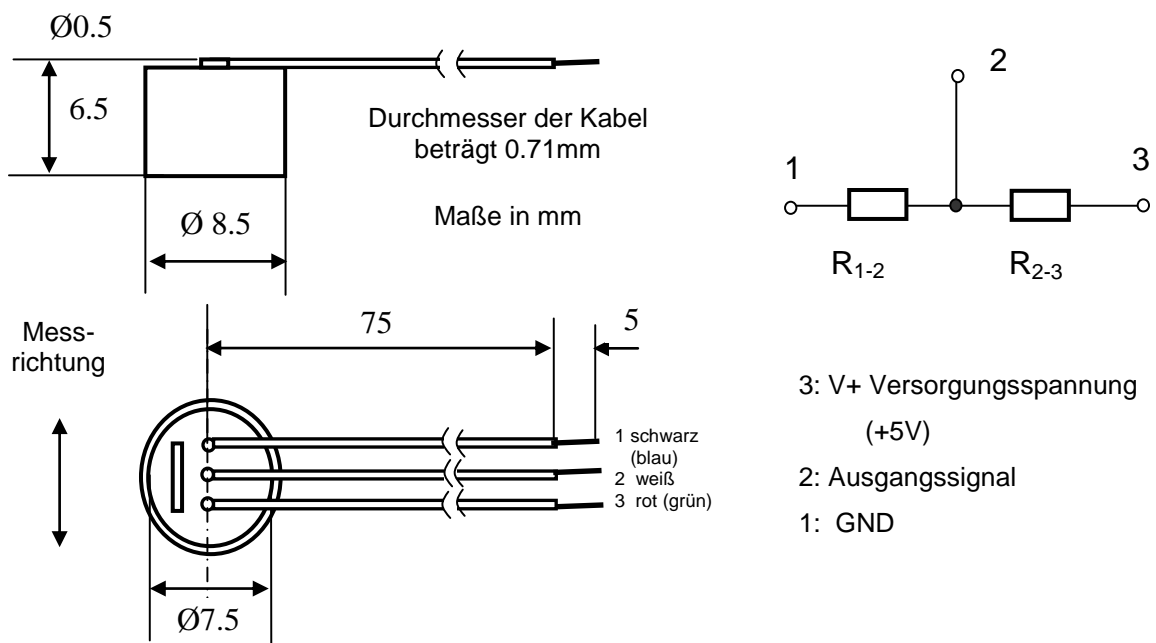 Ø0.5
6.5
Durchmesser der Kabel
beträgt 0.71mm
Maße in mm
Ø 8.5
2
1
3
R1-2
R2-3
Mess-
richtung
75
5
1 schwarz
(blau)
2 weiß
3 rot (grün)
Ø7.5
3: V+ Versorgungsspannung
(+5V)
2: Ausgangssignal
1: GND